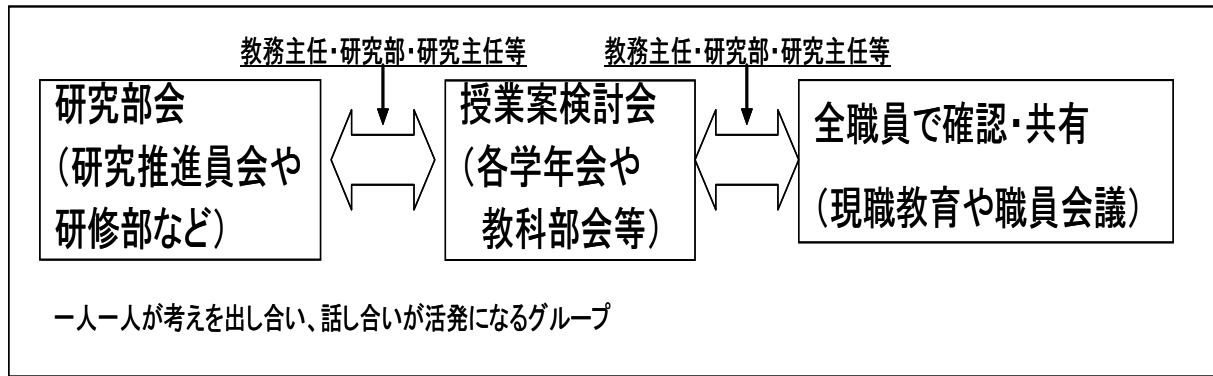 教務主任・研究部・研究主任等
教務主任・研究部・研究主任等
研究部会
(研究推進員会や
研修部など)
授業案検討会
(各学年会や
教科部会等)
全職員で確認・共有
(現職教育や職員会議)
一人一人が考えを出し合い、話し合いが活発になるグループ